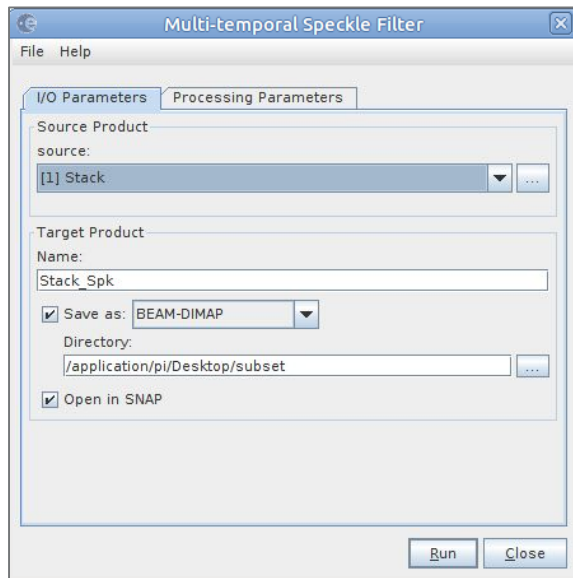 Multi-temporal Speckle Filter
File Help
I/O Parameters Processing Parameters
Source Product
source:
[1] Stack
...
Target Product
Name:
Stack_Spk
Save as: BEAM-DIMAP
Directory:
/application/pi/Desktop/subset
...
Open in SNAP
Run Close